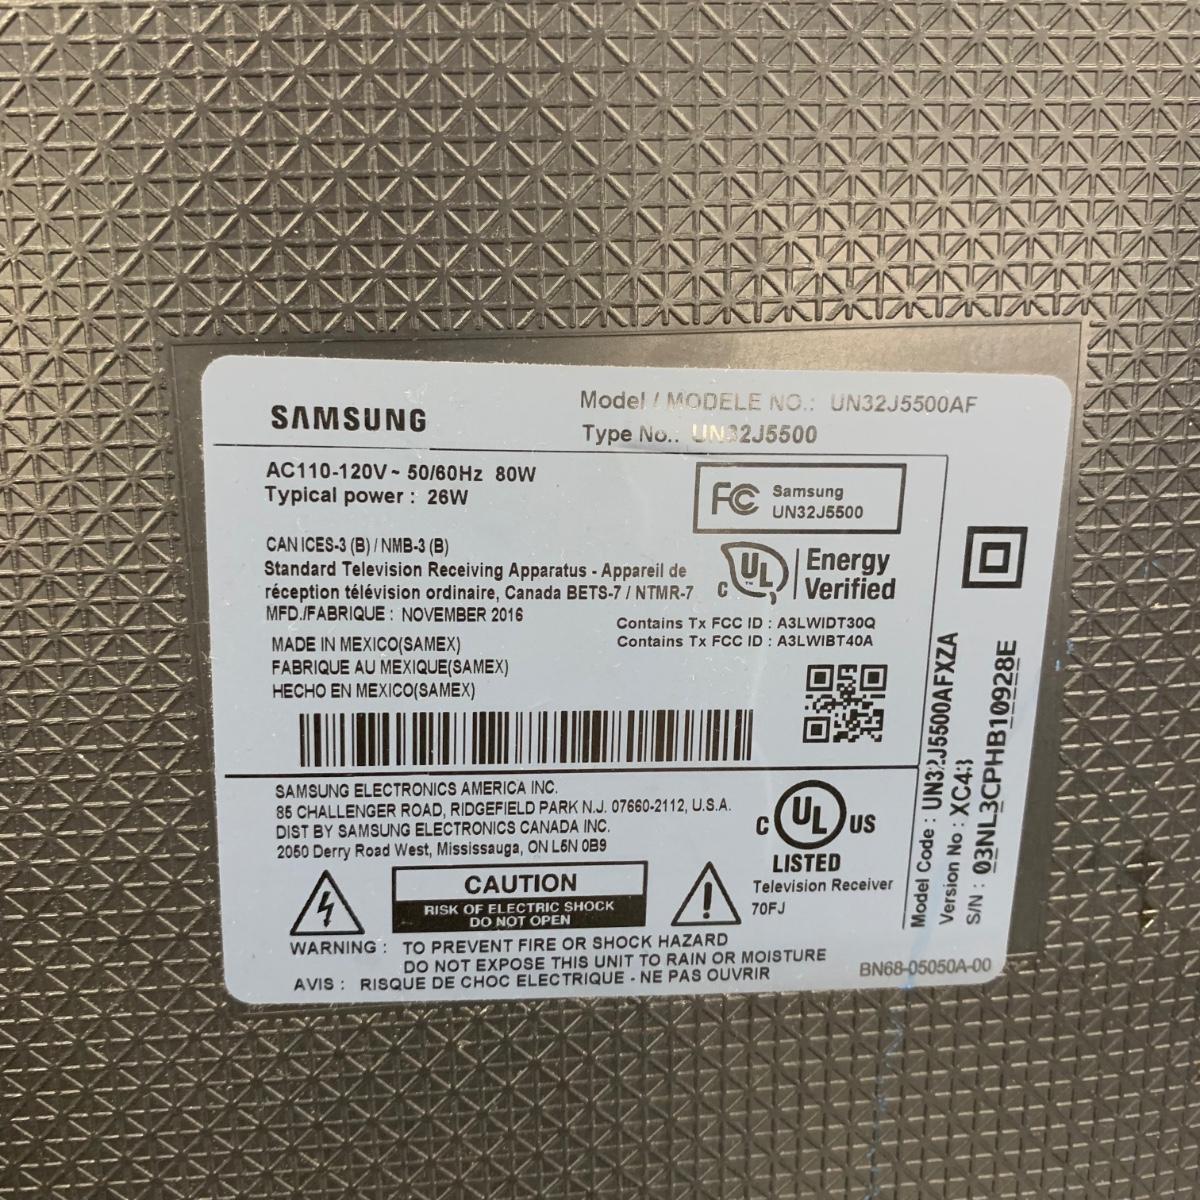 SAMSUNG
Model / MODELE NO.: UN32J5500AF
Type No.: UN32J5500
AC110-120V ~ 50/60Hz 80W
Typical power : 26W
FC Samsung
UN32J5500
CAN ICES-3 (B) / NMB-3 (B)
Standard Television Receiving Apparatus - Appareil de
réception télévision ordinaire, Canada BETS-7 / NTMR-7
MFD./FABRIQUE : NOVEMBER 2016
C UL ™ Energy
Verified
Contains Tx FCC ID : A3LWIDT30Q
Contains Tx FCC ID : A3LWIBT40A
MADE IN MEXICO(SAMEX)
FABRIQUE AU MEXIQUE(SAMEX)
HECHO EN MEXICO(SAMEX)
SAMSUNG ELECTRONICS AMERICA INC.
85 CHALLENGER ROAD, RIDGEFIELD PARK N.J. 07660-2112, U.S.A.
DIST BY SAMSUNG ELECTRONICS CANADA INC.
2050 Derry Road West, Mississauga, ON L5N 0B9
C UL US
LISTED
Television Receiver
70FJ
CAUTION
RISK OF ELECTRIC SHOCK
DO NOT OPEN
WARNING : TO PREVENT FIRE OR SHOCK HAZARD
DO NOT EXPOSE THIS UNIT TO RAIN OR MOISTURE
AVIS : RISQUE DE CHOC ELECTRIQUE - NE PAS OUVRIR
BN68-05050A-00
Model Code : UN32J5500AFXZA
Version No :
S/N : 03NL3CPHB10928E